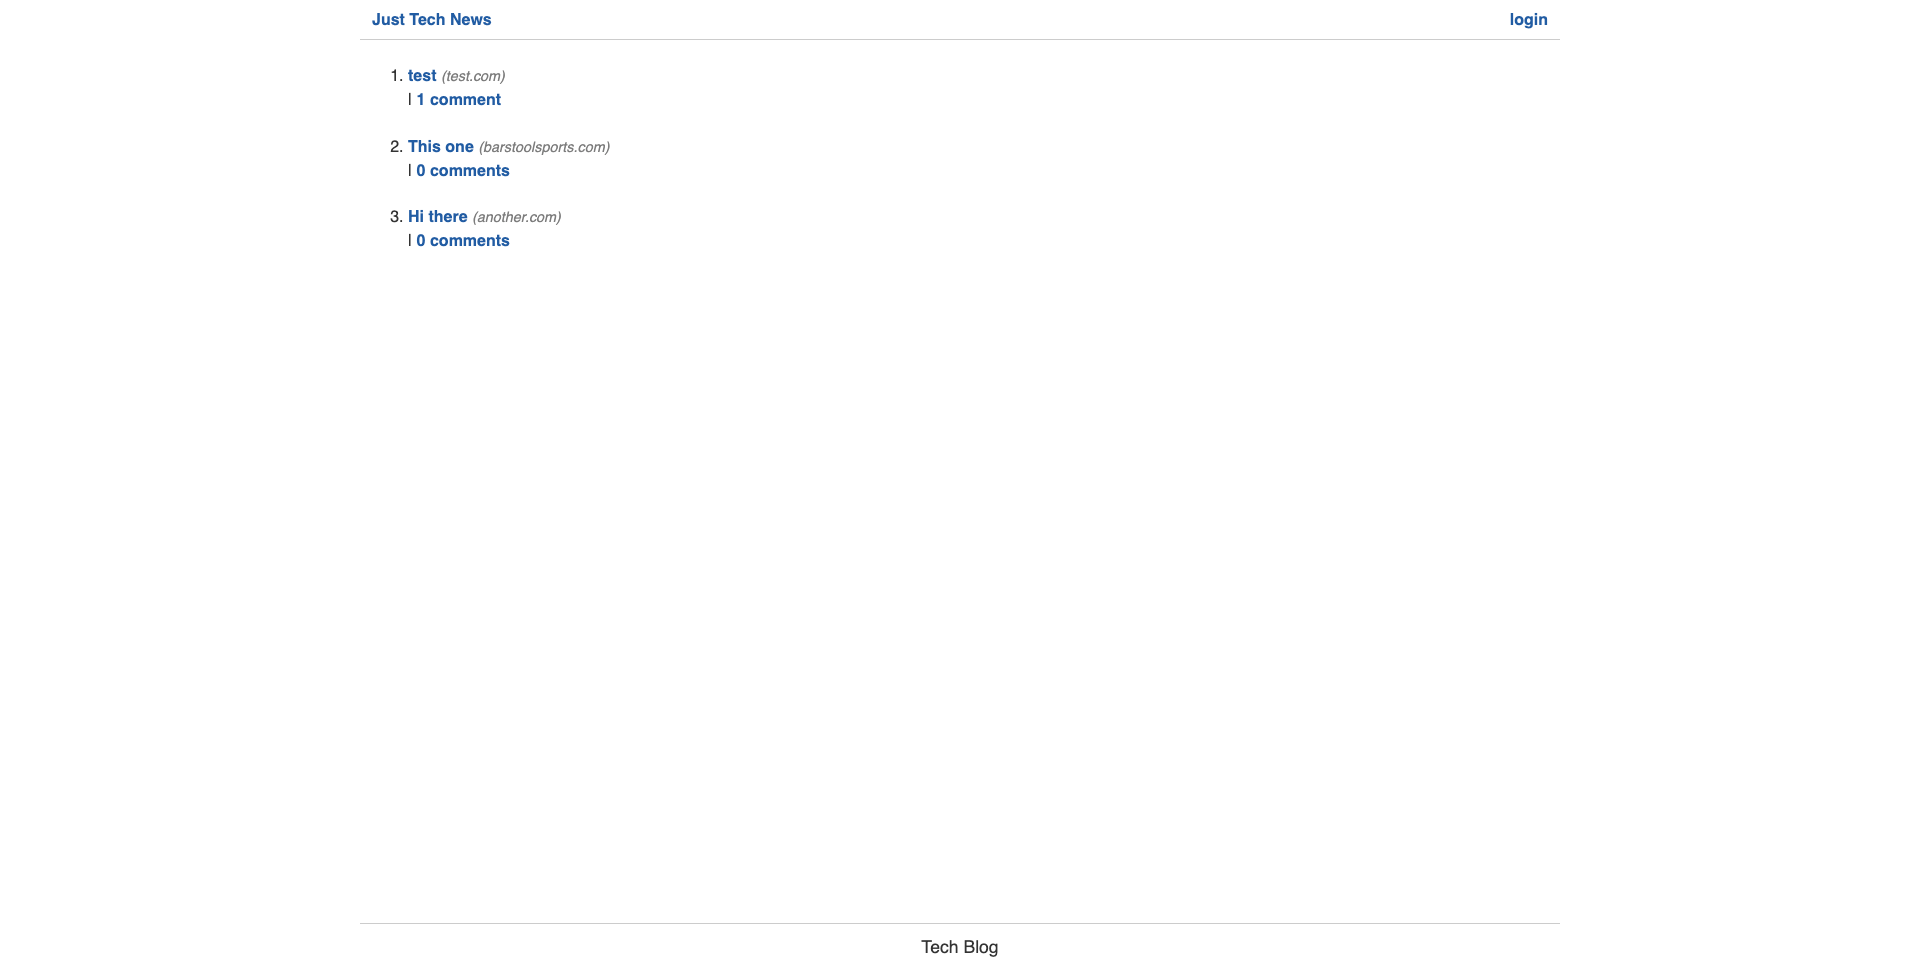 Just Tech News login
1. test (test.com)
| 1 comment
2. This one (barstoolsports.com)
| 0 comments
3. Hi there (another.com)
| 0 comments
Tech Blog